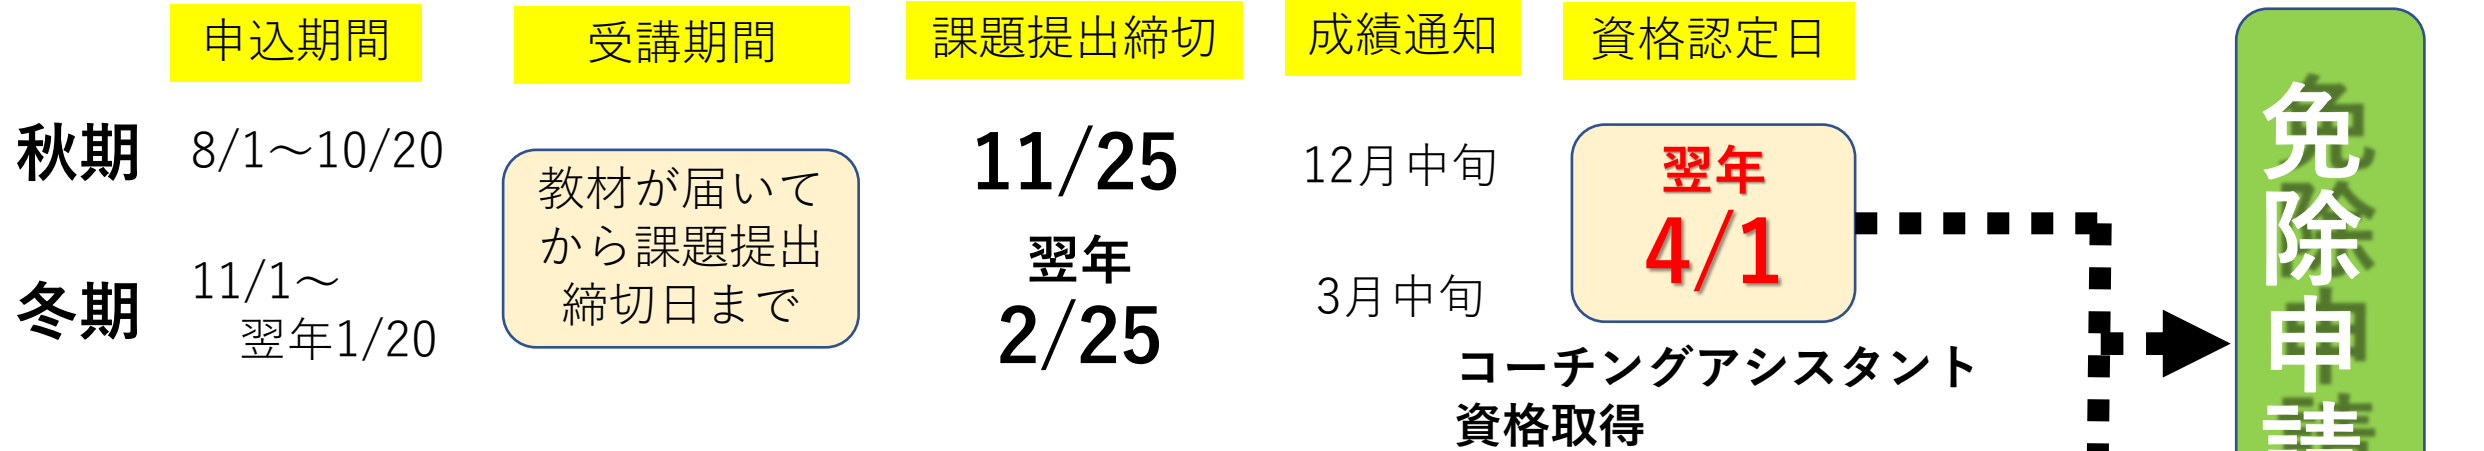 申込期間 受講期間 課題提出締切 成績通知 資格認定日
秋期 8/1～10/20
教材が届いて
から課題提出
締切日まで
11/25
12月中旬
翌年
4/1
冬期 11/1～
翌年1/20
翌年
2/25
3月中旬
コーチングアシスタント
資格取得
免除申請